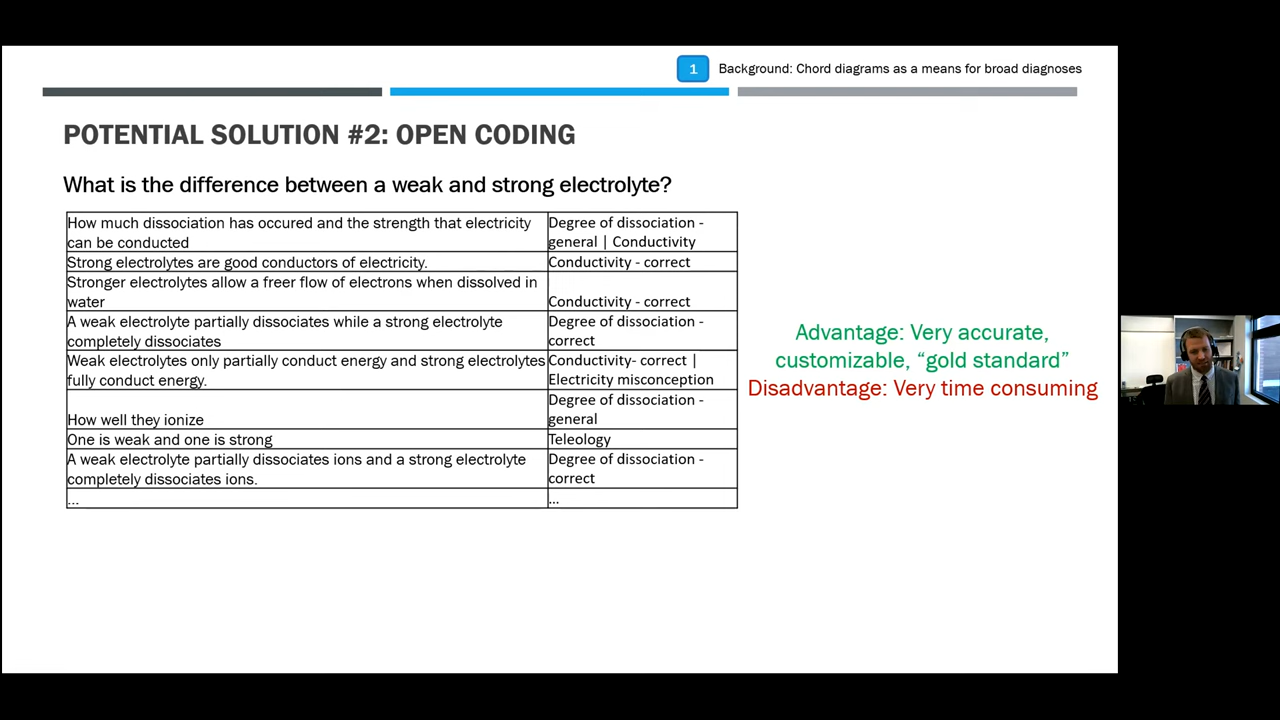 1
Background: Chord diagrams as a means for broad diagnoses
POTENTIAL SOLUTION #2: OPEN CODING
What is the difference between a weak and strong electrolyte?
How much dissociation has occured and the strength that electricity
can be conducted
Degree of dissociation -
general | Conductivity
Strong electrolytes are good conductors of electricity.
Conductivity - correct
Stronger electrolytes allow a freer flow of electrons when dissolved in
water
Conductivity - correct
A weak electrolyte partially dissociates while a strong electrolyte
completely dissociates
Degree of dissociation -
correct
Weak electrolytes only partially conduct energy and strong electrolytes
fully conduct energy.
Conductivity- correct |
Electricity misconception
How well they ionize
Degree of dissociation -
general
One is weak and one is strong
Teleology
A weak electrolyte partially dissociates ions and a strong electrolyte
completely dissociates ions.
Degree of dissociation -
correct
...
...
Advantage: Very accurate,
customizable, “gold standard”
Disadvantage: Very time consuming